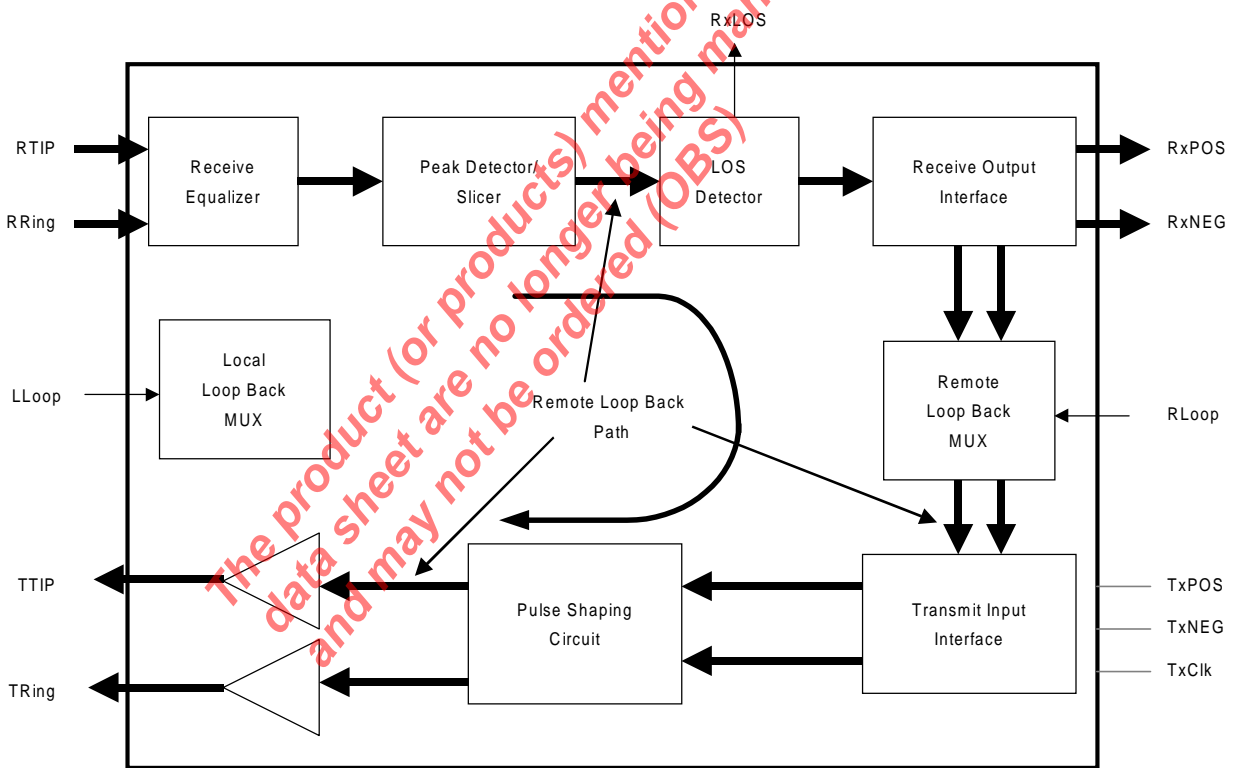 RxLOS
RTIP
RRing
Receive
Equalizer
Peak Detector/
Slicer
LOS
Detector
Receive Output
Interface
RxPOS
RxNEG
LLoop
Local
Loop Back
MUX
Remote Loop Back
Path
Remote
Loop Back
MUX
RLoop
TTIP
TRing
Pulse Shaping
Circuit
Transmit Input
Interface
TxPOS
TxNEG
TxClk
The product (or products) mention
data sheet are no longer being man
and may not be ordered (OBS)